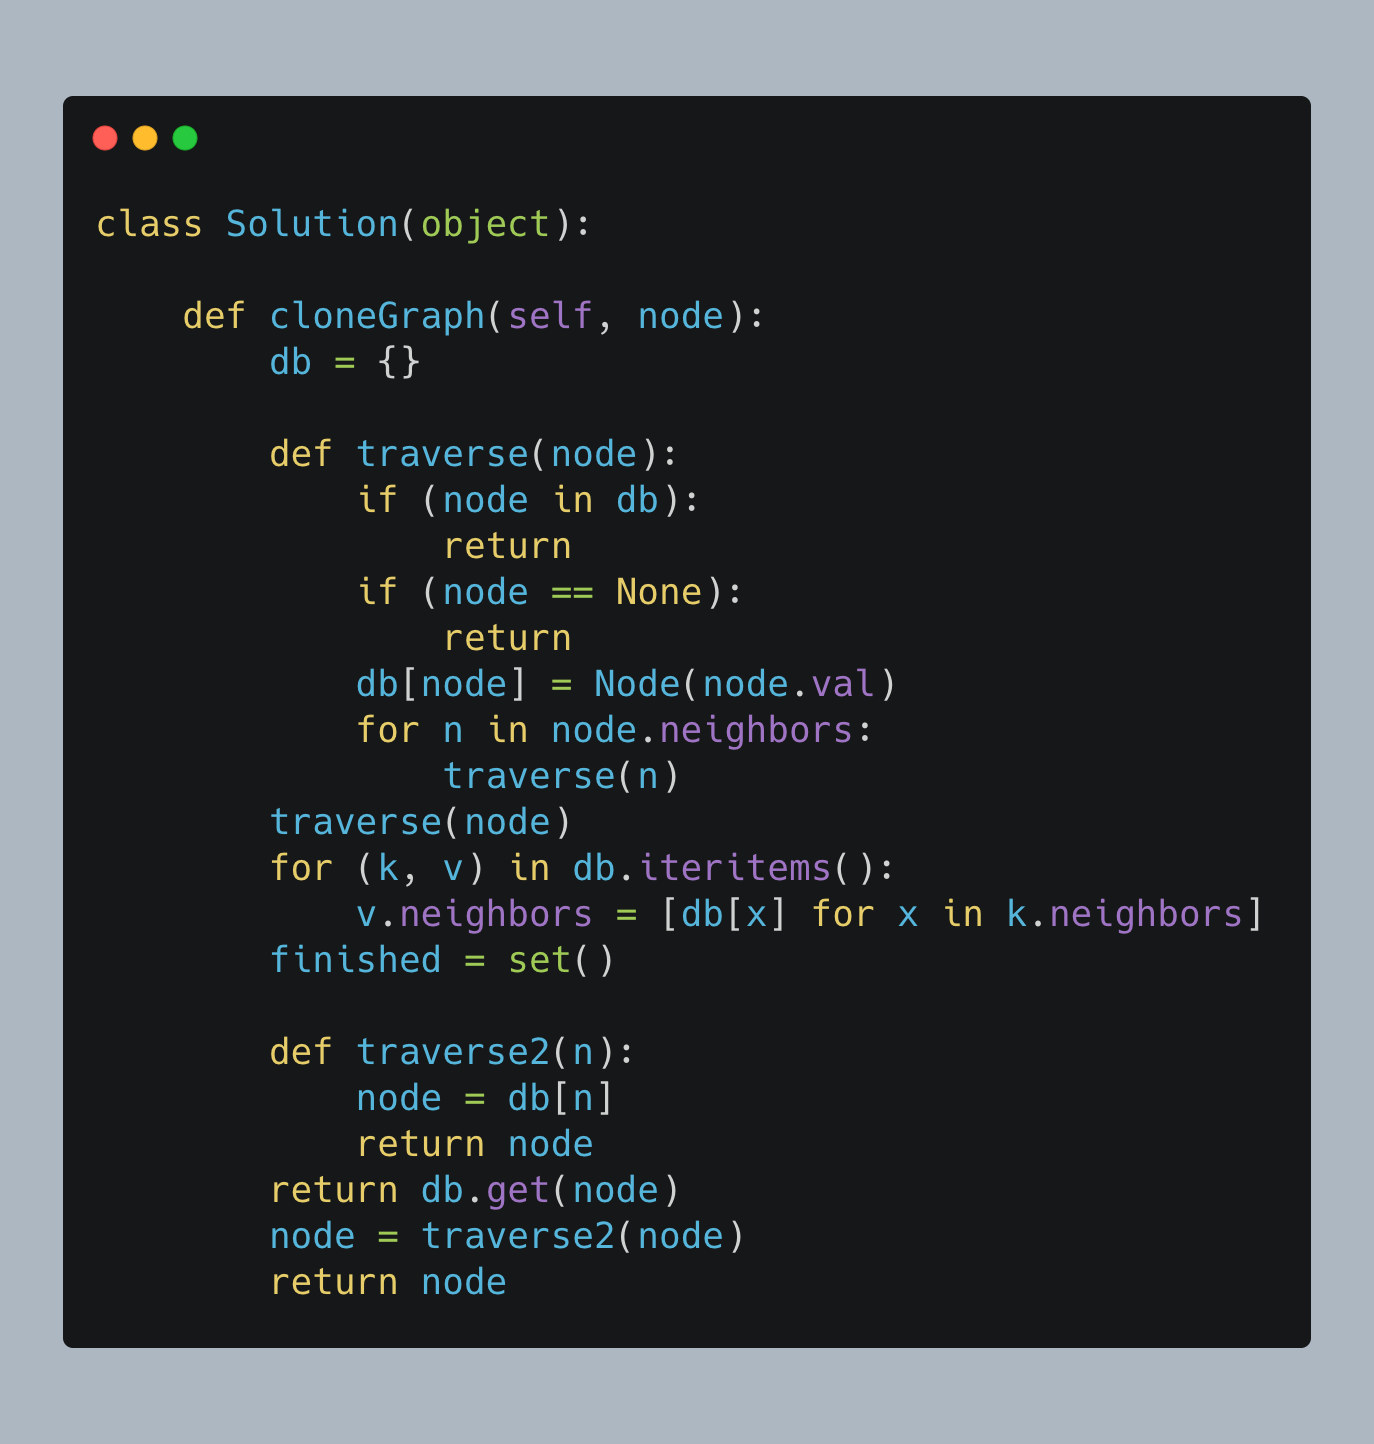 class Solution(object):

    def cloneGraph(self, node):
        db = {}

        def traverse(node):
            if (node in db):
                return
            if (node == None):
                return
            db[node] = Node(node.val)
            for n in node.neighbors:
                traverse(n)
        traverse(node)
        for (k, v) in db.iteritems():
            v.neighbors = [db[x] for x in k.neighbors]
        finished = set()

        def traverse2(n):
            node = db[n]
            return node
        return db.get(node)
        node = traverse2(node)
        return node